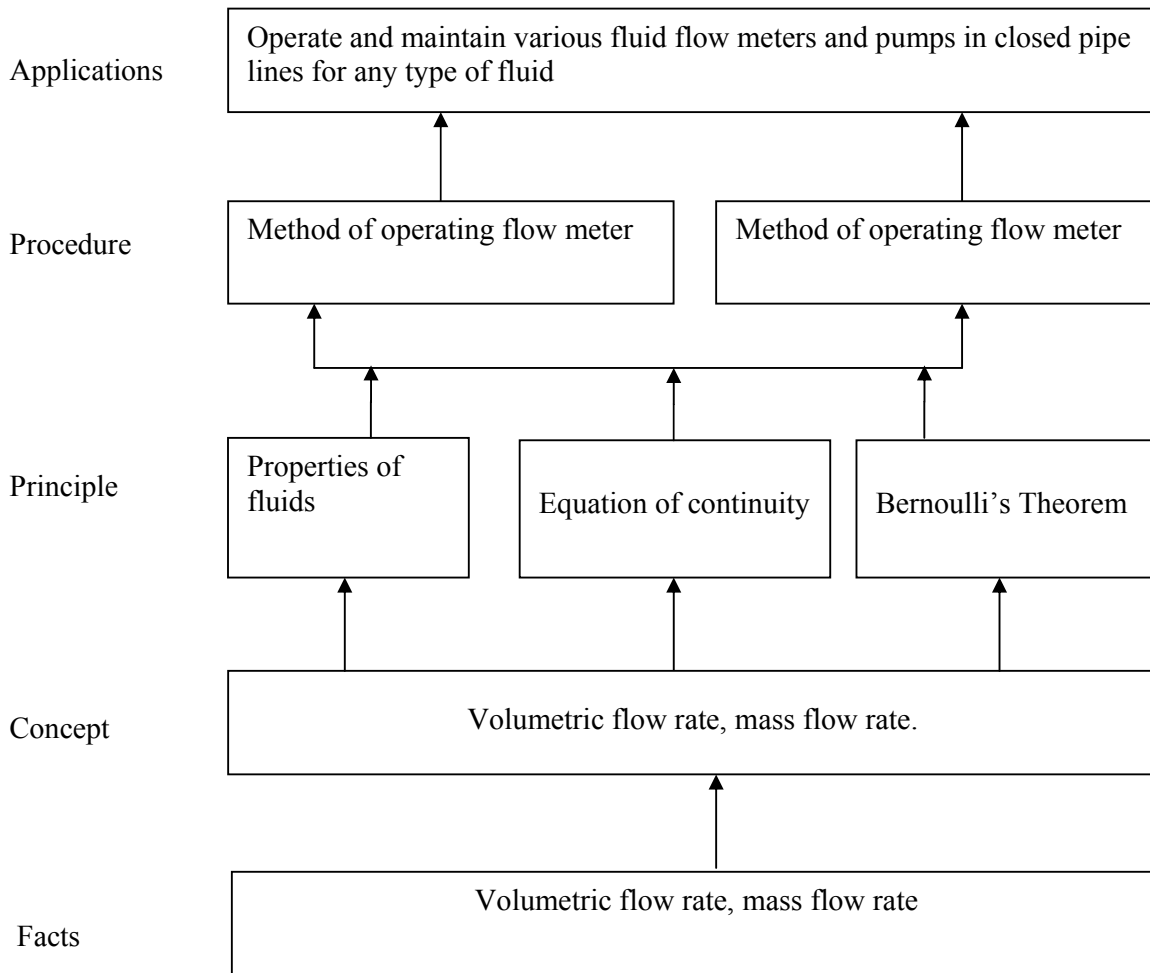 Applications
Operate and maintain various fluid flow meters and pumps in closed pipe
lines for any type of fluid
Procedure
Method of operating flow meter
Method of operating flow meter
Principle
Properties of
fluids
Equation of continuity
Bernoulli’s Theorem
Concept
Volumetric flow rate, mass flow rate.
Facts
Volumetric flow rate, mass flow rate